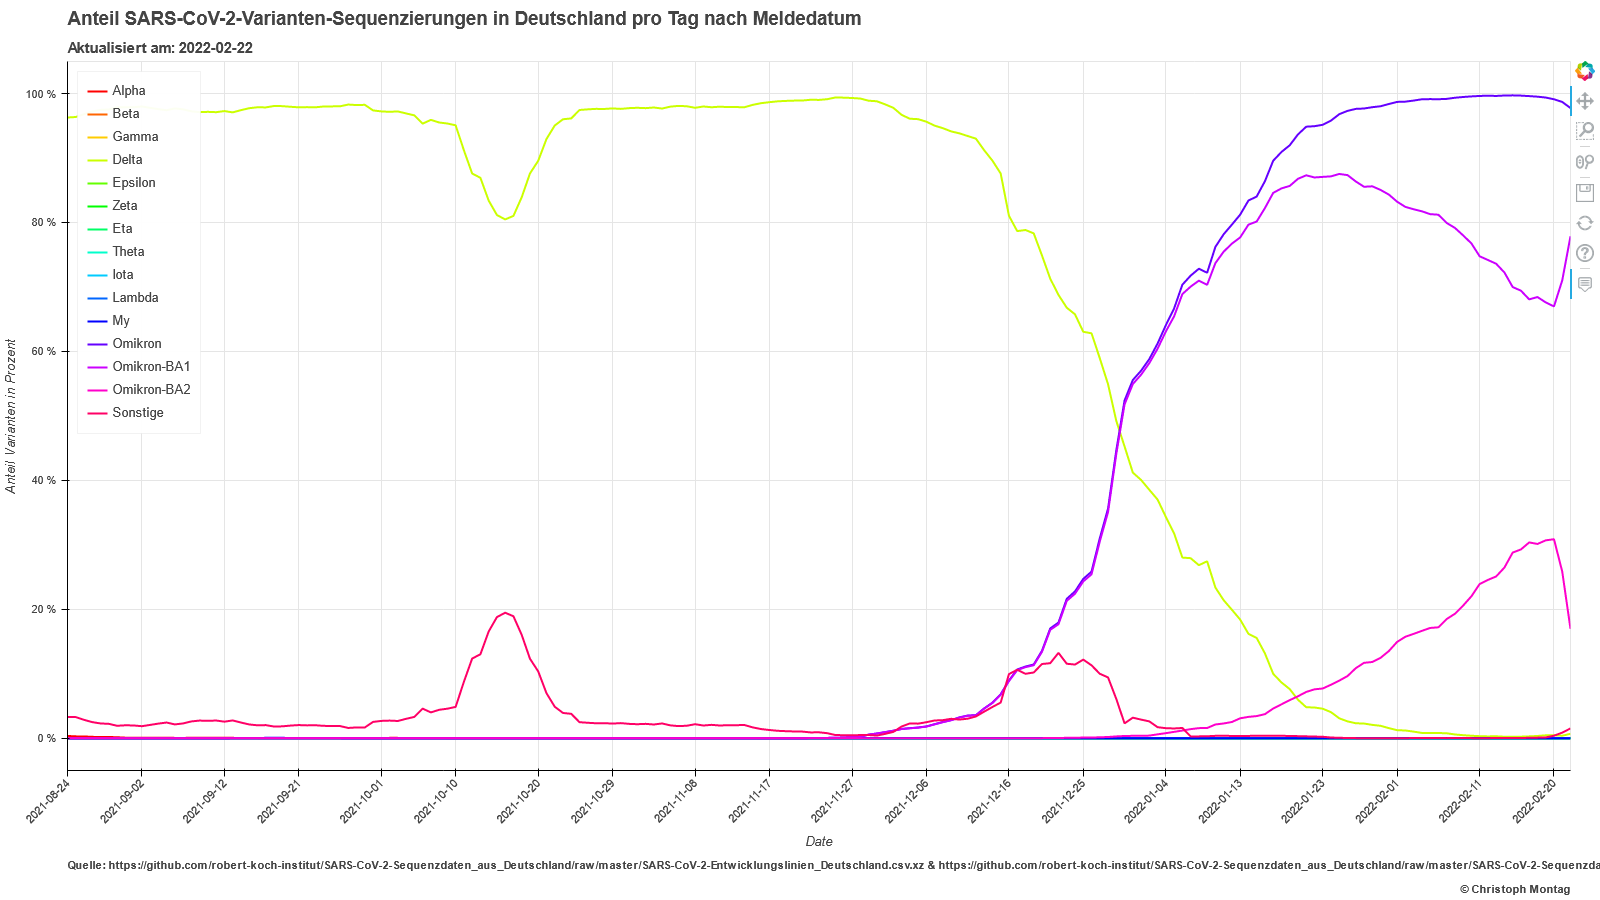 Anteil SARS-CoV-2-Varianten-Sequenzierungen in Deutschland pro Tag nach Meldedatum
Aktualisiert am: 2022-02-22
Alpha
Beta
Gamma
Delta
Epsilon
Zeta
Eta
Theta
Iota
Lambda
My
Omikron
Omikron-BA1
Omikron-BA2
Sonstige
100 %
80 %
60 %
40 %
20 %
0 %
Anteil Varianten in Prozent
2021-08-24
2021-09-02
2021-09-12
2021-09-21
2021-10-01
2021-10-10
2021-10-20
2021-10-29
2021-11-08
2021-11-17
2021-11-27
2021-12-06
2021-12-16
2021-12-25
2022-01-04
2022-01-13
2022-01-23
2022-02-01
2022-02-11
2022-02-20
Date
Quelle: https://github.com/robert-koch-institut/SARS-CoV-2-Sequenzdaten_aus_Deutschland/raw/master/SARS-CoV-2-Entwicklungslinien_Deutschland.csv.xz & https://github.com/robert-koch-institut/SARS-CoV-2-Sequenzdaten_aus_Deutschland/raw/master/SARS-CoV-2-Sequenzda
© Christoph Montag